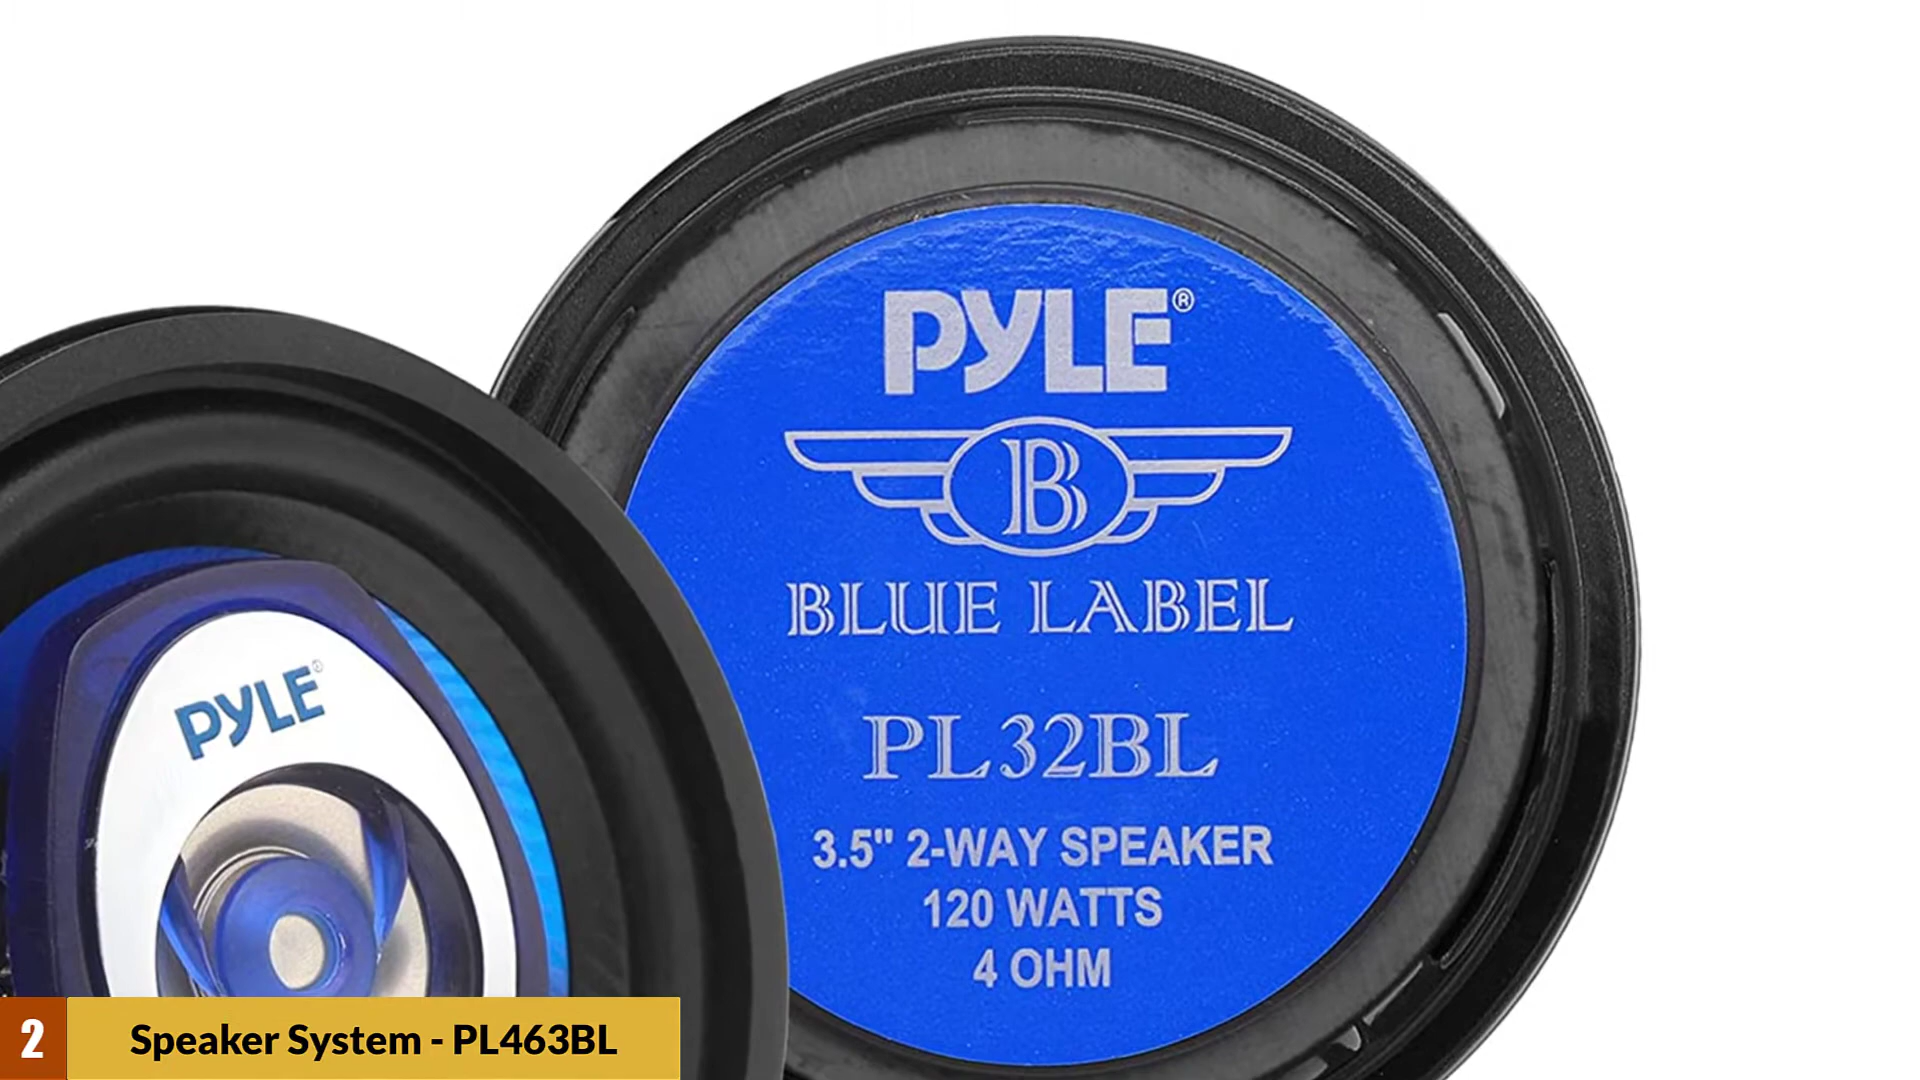 PYLE®
B
BLUE LABEL
PL32BL
3.5" 2-WAY SPEAKER
120 WATTS
4 OHM
PYLE®
2
Speaker System - PL463BL